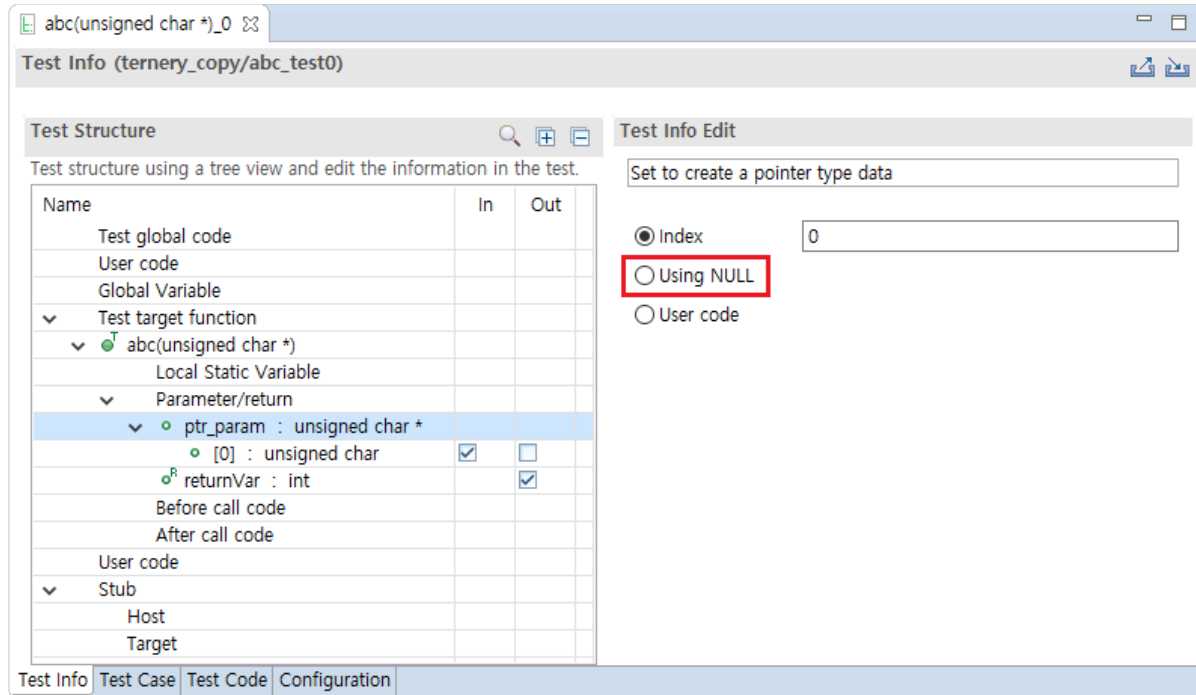 abc(unsigned char *)_0
Test Info (ternery_copy/abc_test0)
Test Structure
Test structure using a tree view and edit the information in the test.
Name In Out
Test global code
User code
Global Variable
Test target function
T abc(unsigned char *)
Local Static Variable
Parameter/return
ptr_param : unsigned char *
[0] : unsigned char
R returnVar : int
Before call code
After call code
User code
Stub
Host
Target
Test Info Edit
Set to create a pointer type data
Index 0
Using NULL
User code
Test Info Test Case Test Code Configuration